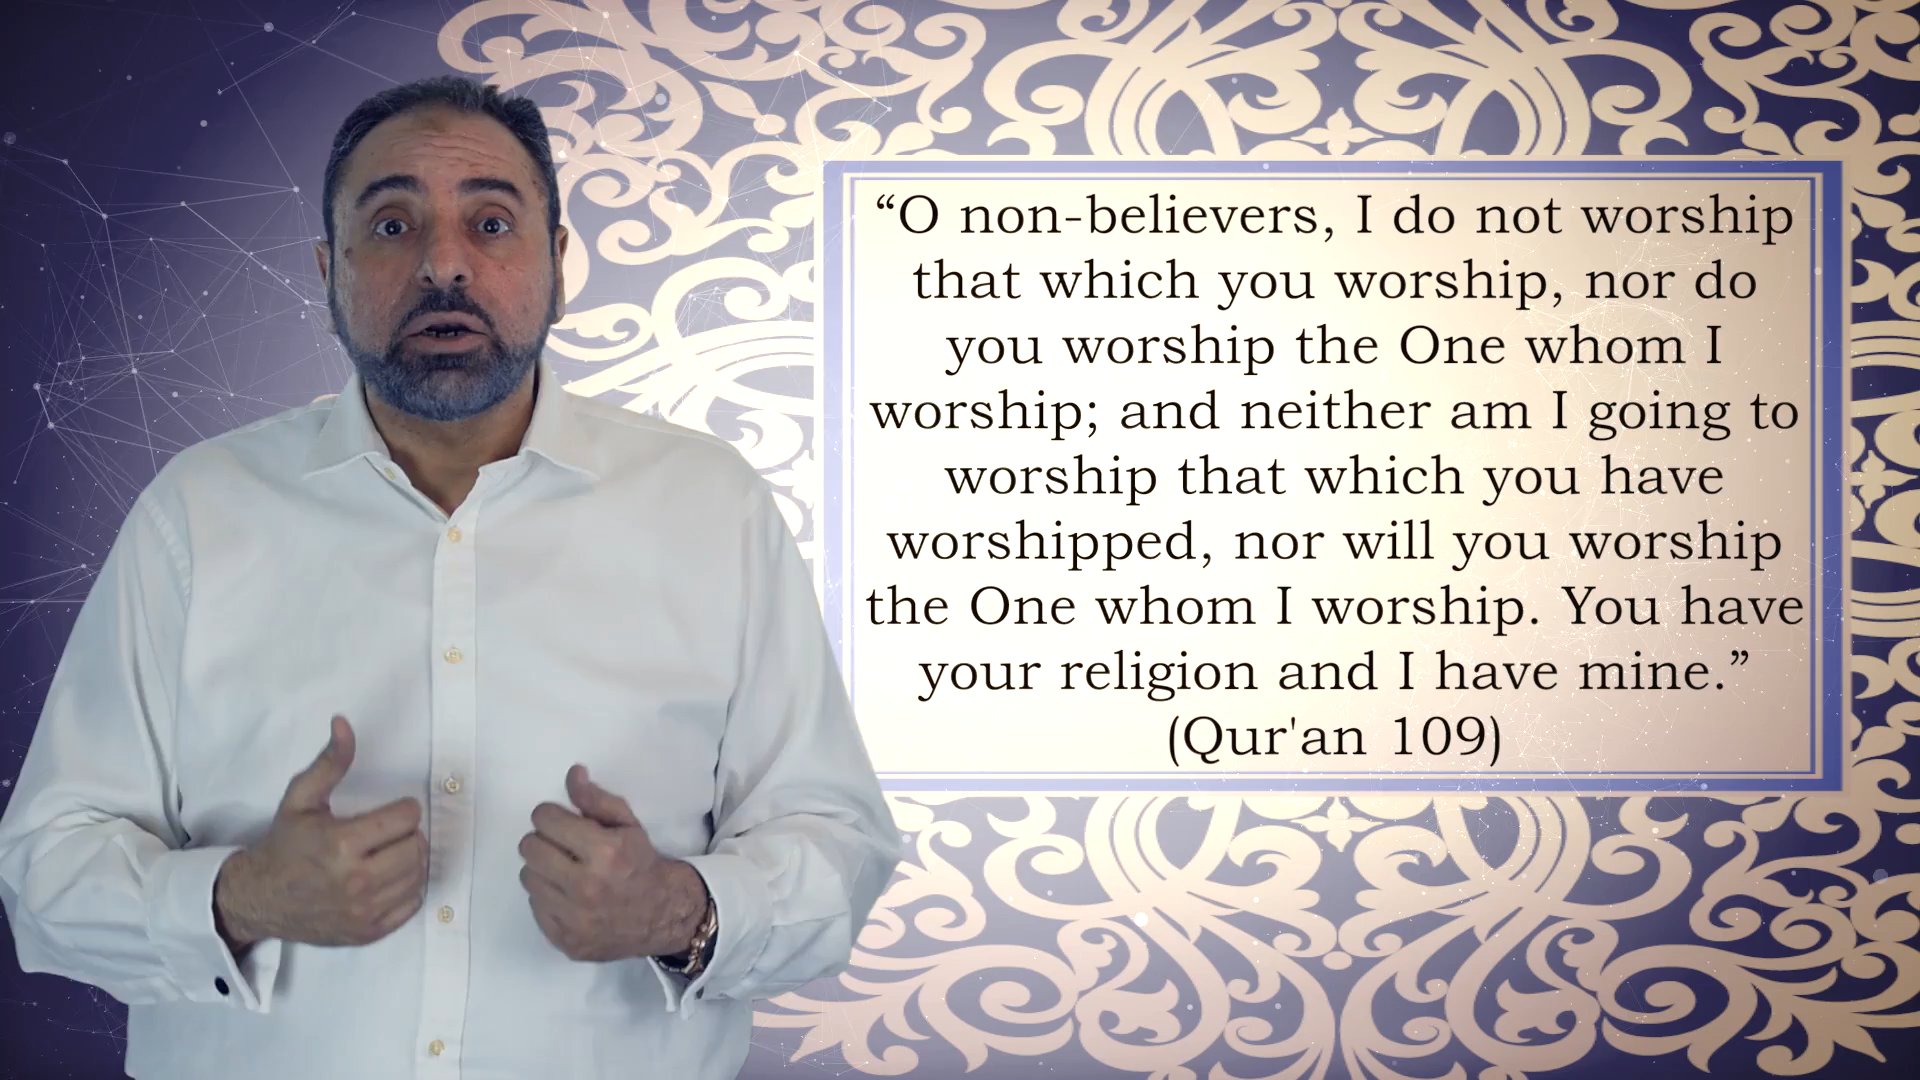 “O non-believers, I do not worship
that which you worship, nor do
you worship the One whom I
worship; and neither am I going to
worship that which you have
worshipped, nor will you worship
the One whom I worship. You have
your religion and I have mine.”
(Qur'an 109)